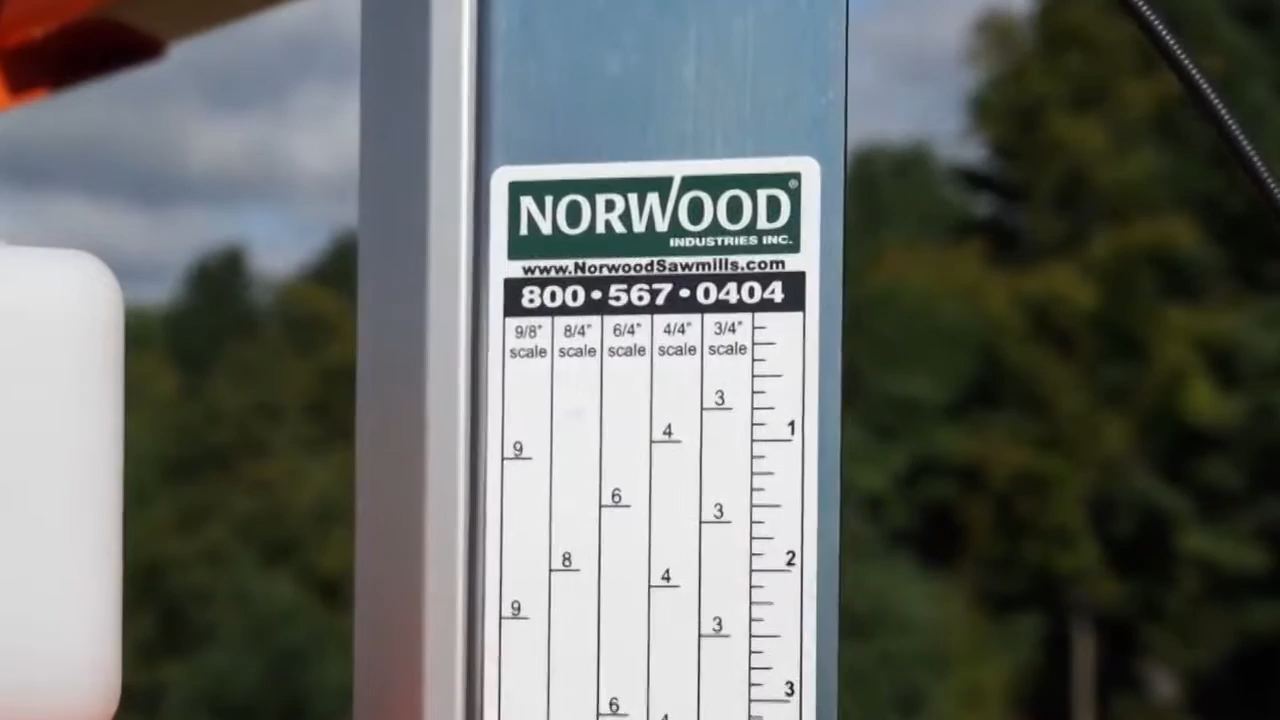 NORWOOD®
INDUSTRIES INC.
www.NorwoodSawmills.com
800•567•0404
9/8" 8/4" 6/4" 4/4" 3/4"
scale scale scale scale scale
3
4 1
9
6
3
8 2
4
9
3
3
6
4